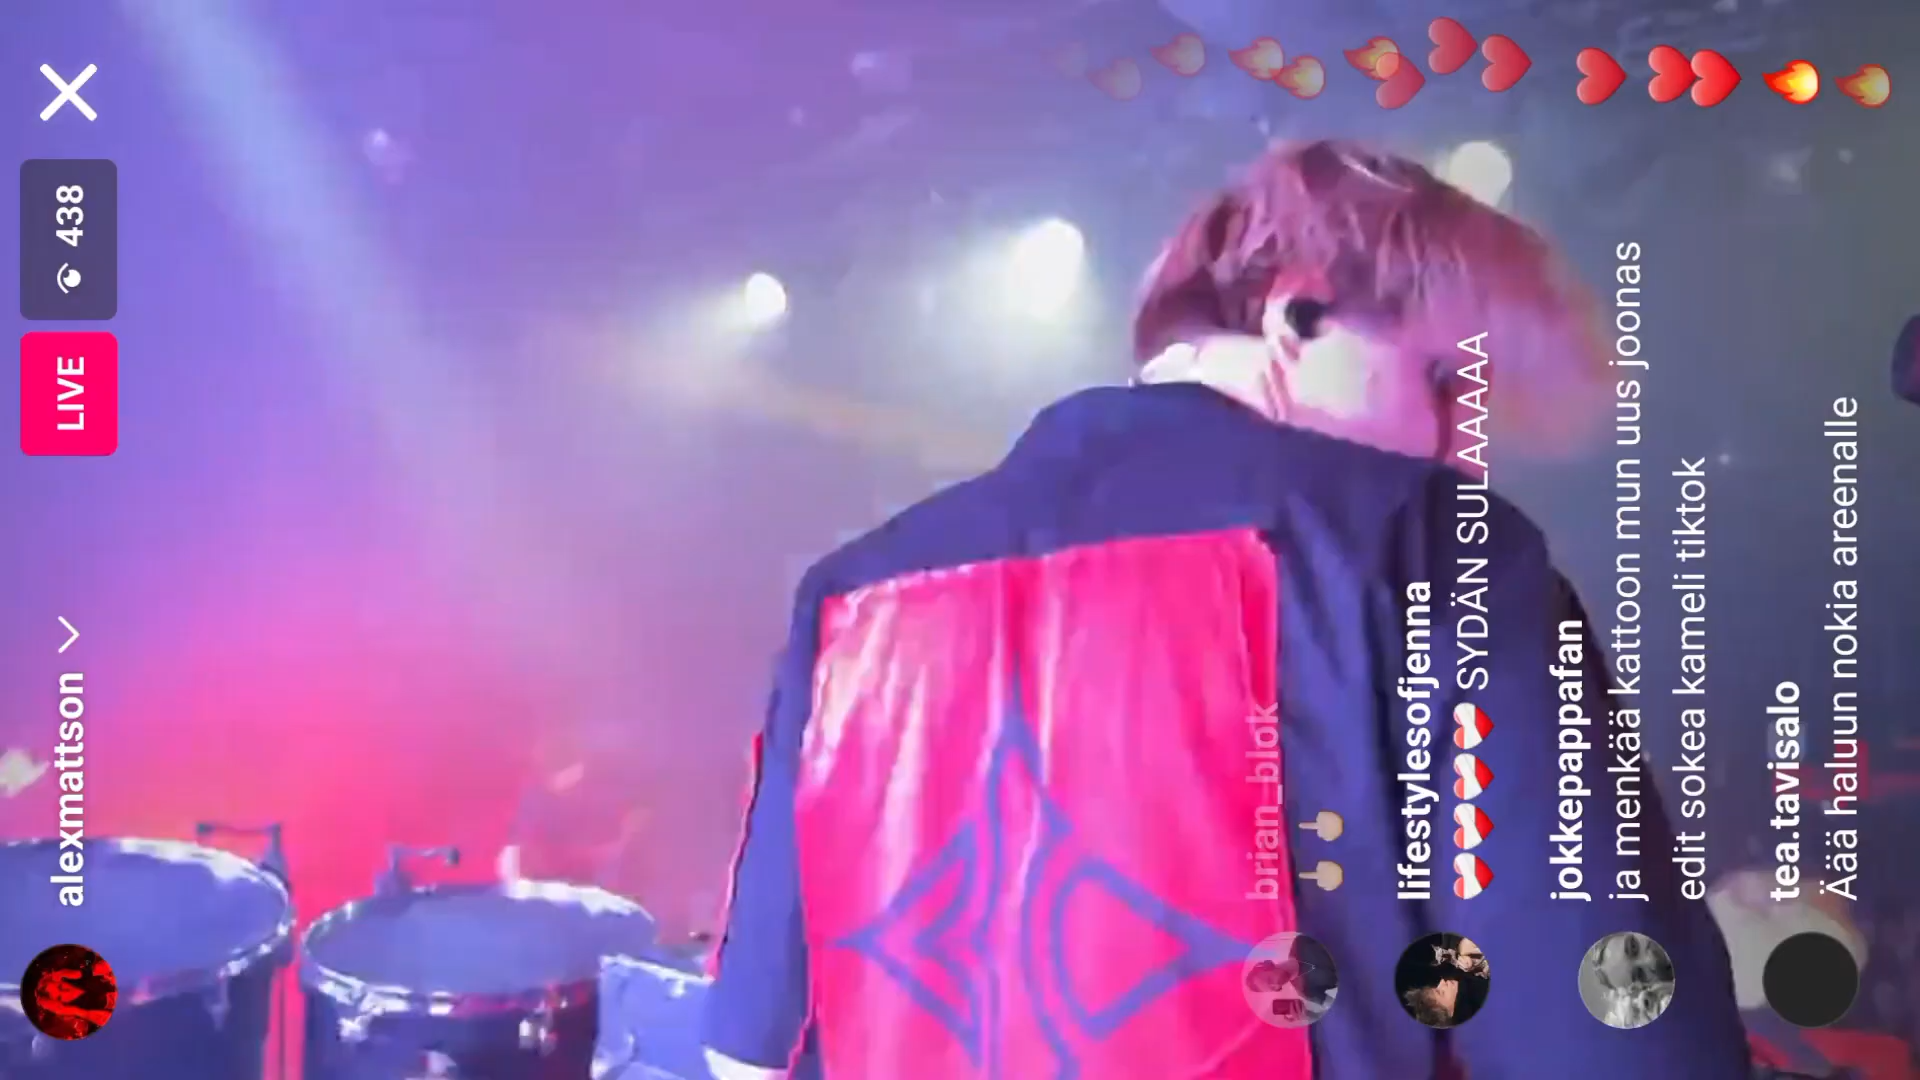 alexmattson
LIVE
438
brian_blok
👆🏼👆🏼
lifestylesofjenna
❤️‍🩹❤️‍🩹❤️‍🩹❤️‍🩹 SYDÄN SULAAAAAA
jokkepappafan
ja menkää kattoon mun uus joonas
edit sokea kameli tiktok
tea.tavisalo
Äää haluun nokia areenalle